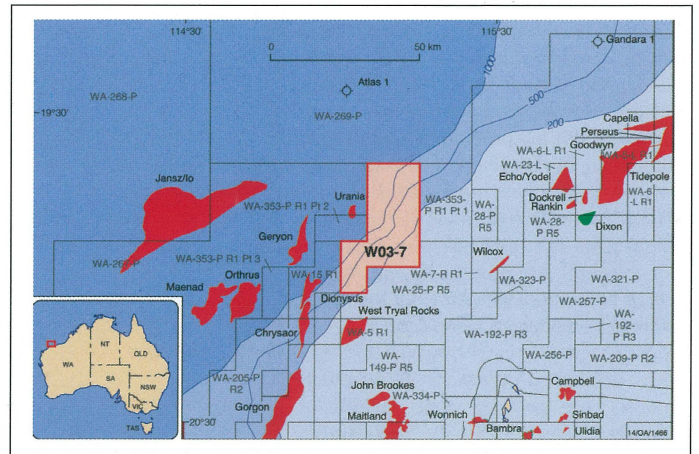 114°30'
115°30'
0 50 km
Gandara 1
Atlas 1
1000
500
200
WA-268-P
19°30'
WA-269-P
Capella
Perseus
WA-6-L R1
Goodwyn
WA-23-L
Echo/Yodel
Tidepole
WA-6
-L R1
Jansz/Io
Urania
WA-353-P R1 Pt 2
WA-353-
P R1 Pt 1
WA-
28-P
R5
Dockrell
Rankin
WA-28-
P R5
Dixon
Geryon
W03-7
Wilcox
WA-353-P R1 Pt 3
Orthrus
WA-15 R1
WA-7-R R1
WA-323-P
WA-321-P
Maenad
Dionysus
WA-25-P R5
WA-257-P
West Tryal Rocks
Chrysaor
WA-5 R1
WA-192-P R3
WA-
192-
P R3
WA-
149-P R5
WA-256-P
WA-209-P R2
WA-205-P
R2
John Brookes
WA-334-P
Campbell
Gorgon
Maitland
Wonnich
Sinbad
20°30'
Bambra
Ulidia
14/OA/1466
WA
NT
QLD
SA
NSW
VIC
TAS